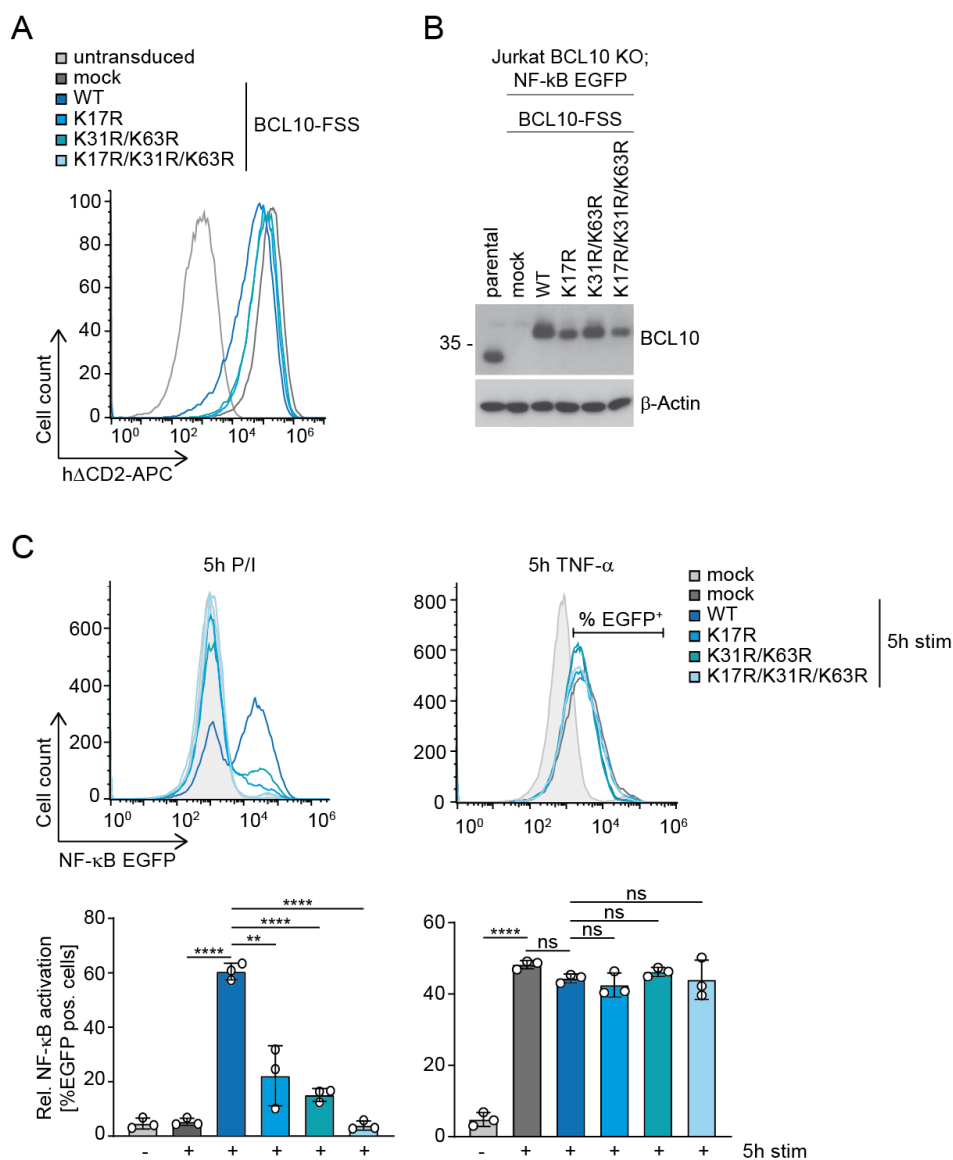 A
untransduced
mock
WT
K17R
K31R/K63R
K17R/K31R/K63R
BCL10-FSS
100
80
60
40
20
0
Cell count
10⁰ 10² 10⁴ 10⁶
hΔCD2-APC
B
Jurkat BCL10 KO;
NF-kB EGFP
BCL10-FSS
parental
mock
WT
K17R
K31R/K63R
K17R/K31R/K63R
35 -
BCL10
β-Actin
C
5h P/I
600
400
200
0
Cell count
10⁰ 10² 10⁴ 10⁶
NF-κB EGFP
5h TNF-α
% EGFP⁺
800
600
400
200
0
10⁰ 10² 10⁴ 10⁶
mock
mock
WT
K17R
K31R/K63R
K17R/K31R/K63R
5h stim
Rel. NF-κB activation
[%EGFP pos. cells]
80
60
40
20
0
****
****
**
****
- + + + + +
60
40
20
0
ns
ns
ns
ns
****
- + + + + +
5h stim